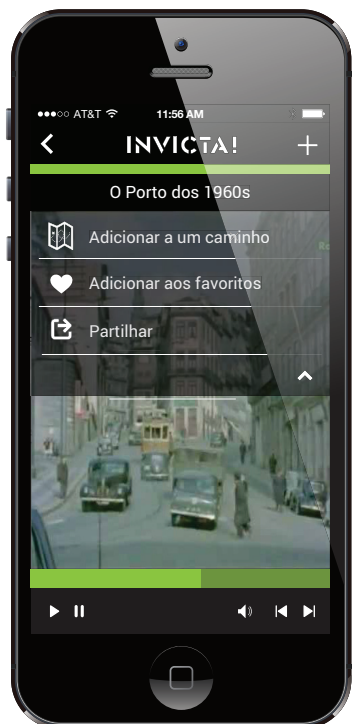 AT&T 11:56 AM
INVICTA!
O Porto dos 1960s
Adicionar a um caminho
Adicionar aos favoritos
Partilhar